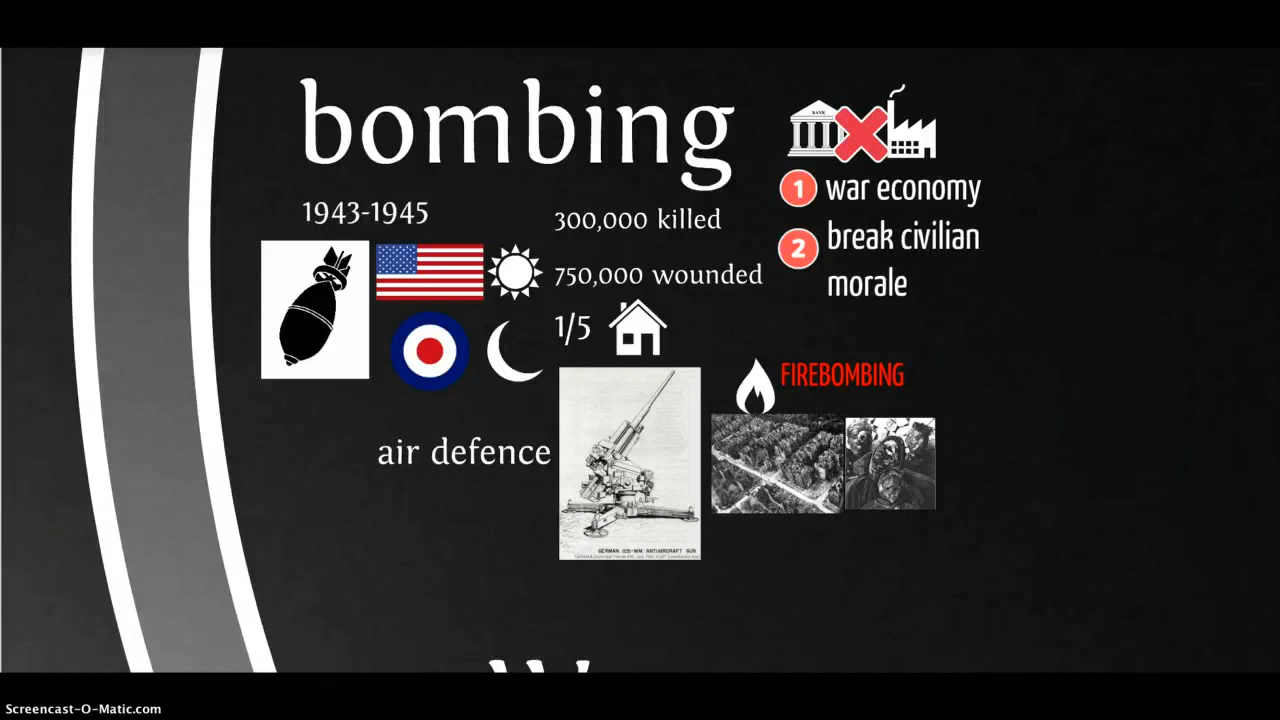 bombing
1943-1945
300,000 killed
750,000 wounded
1/5
BANK
1 war economy
2 break civilian
morale
FIREBOMBING
air defence
GERMAN 105-MM ANTIAIRCRAFT GUN
Screencast-O-Matic.com